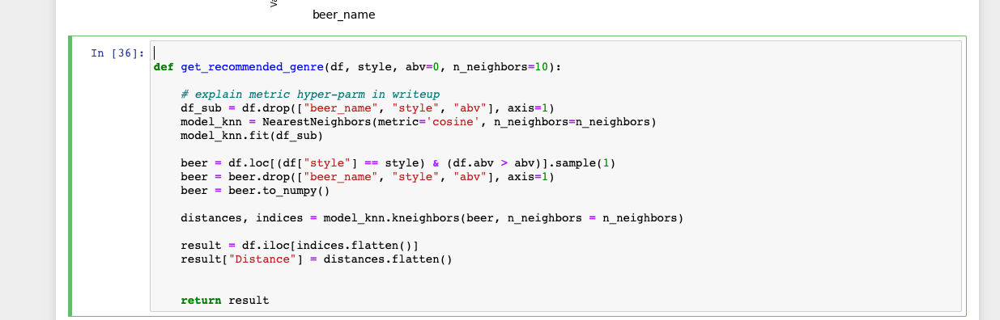 Va
beer_name
In [36]:
def get_recommended_genre(df, style, abv=0, n_neighbors=10):
# explain metric hyper-parm in writeup
df_sub = df.drop(["beer_name", "style", "abv"], axis=1)
model_knn = NearestNeighbors(metric='cosine', n_neighbors=n_neighbors)
model_knn.fit(df_sub)
beer = df.loc[(df["style"] == style) & (df.abv > abv)].sample(1)
beer = beer.drop(["beer_name", "style", "abv"], axis=1)
beer = beer.to_numpy()
distances, indices = model_knn.kneighbors(beer, n_neighbors = n_neighbors)
result = df.iloc[indices.flatten()]
result["Distance"] = distances.flatten()
return result